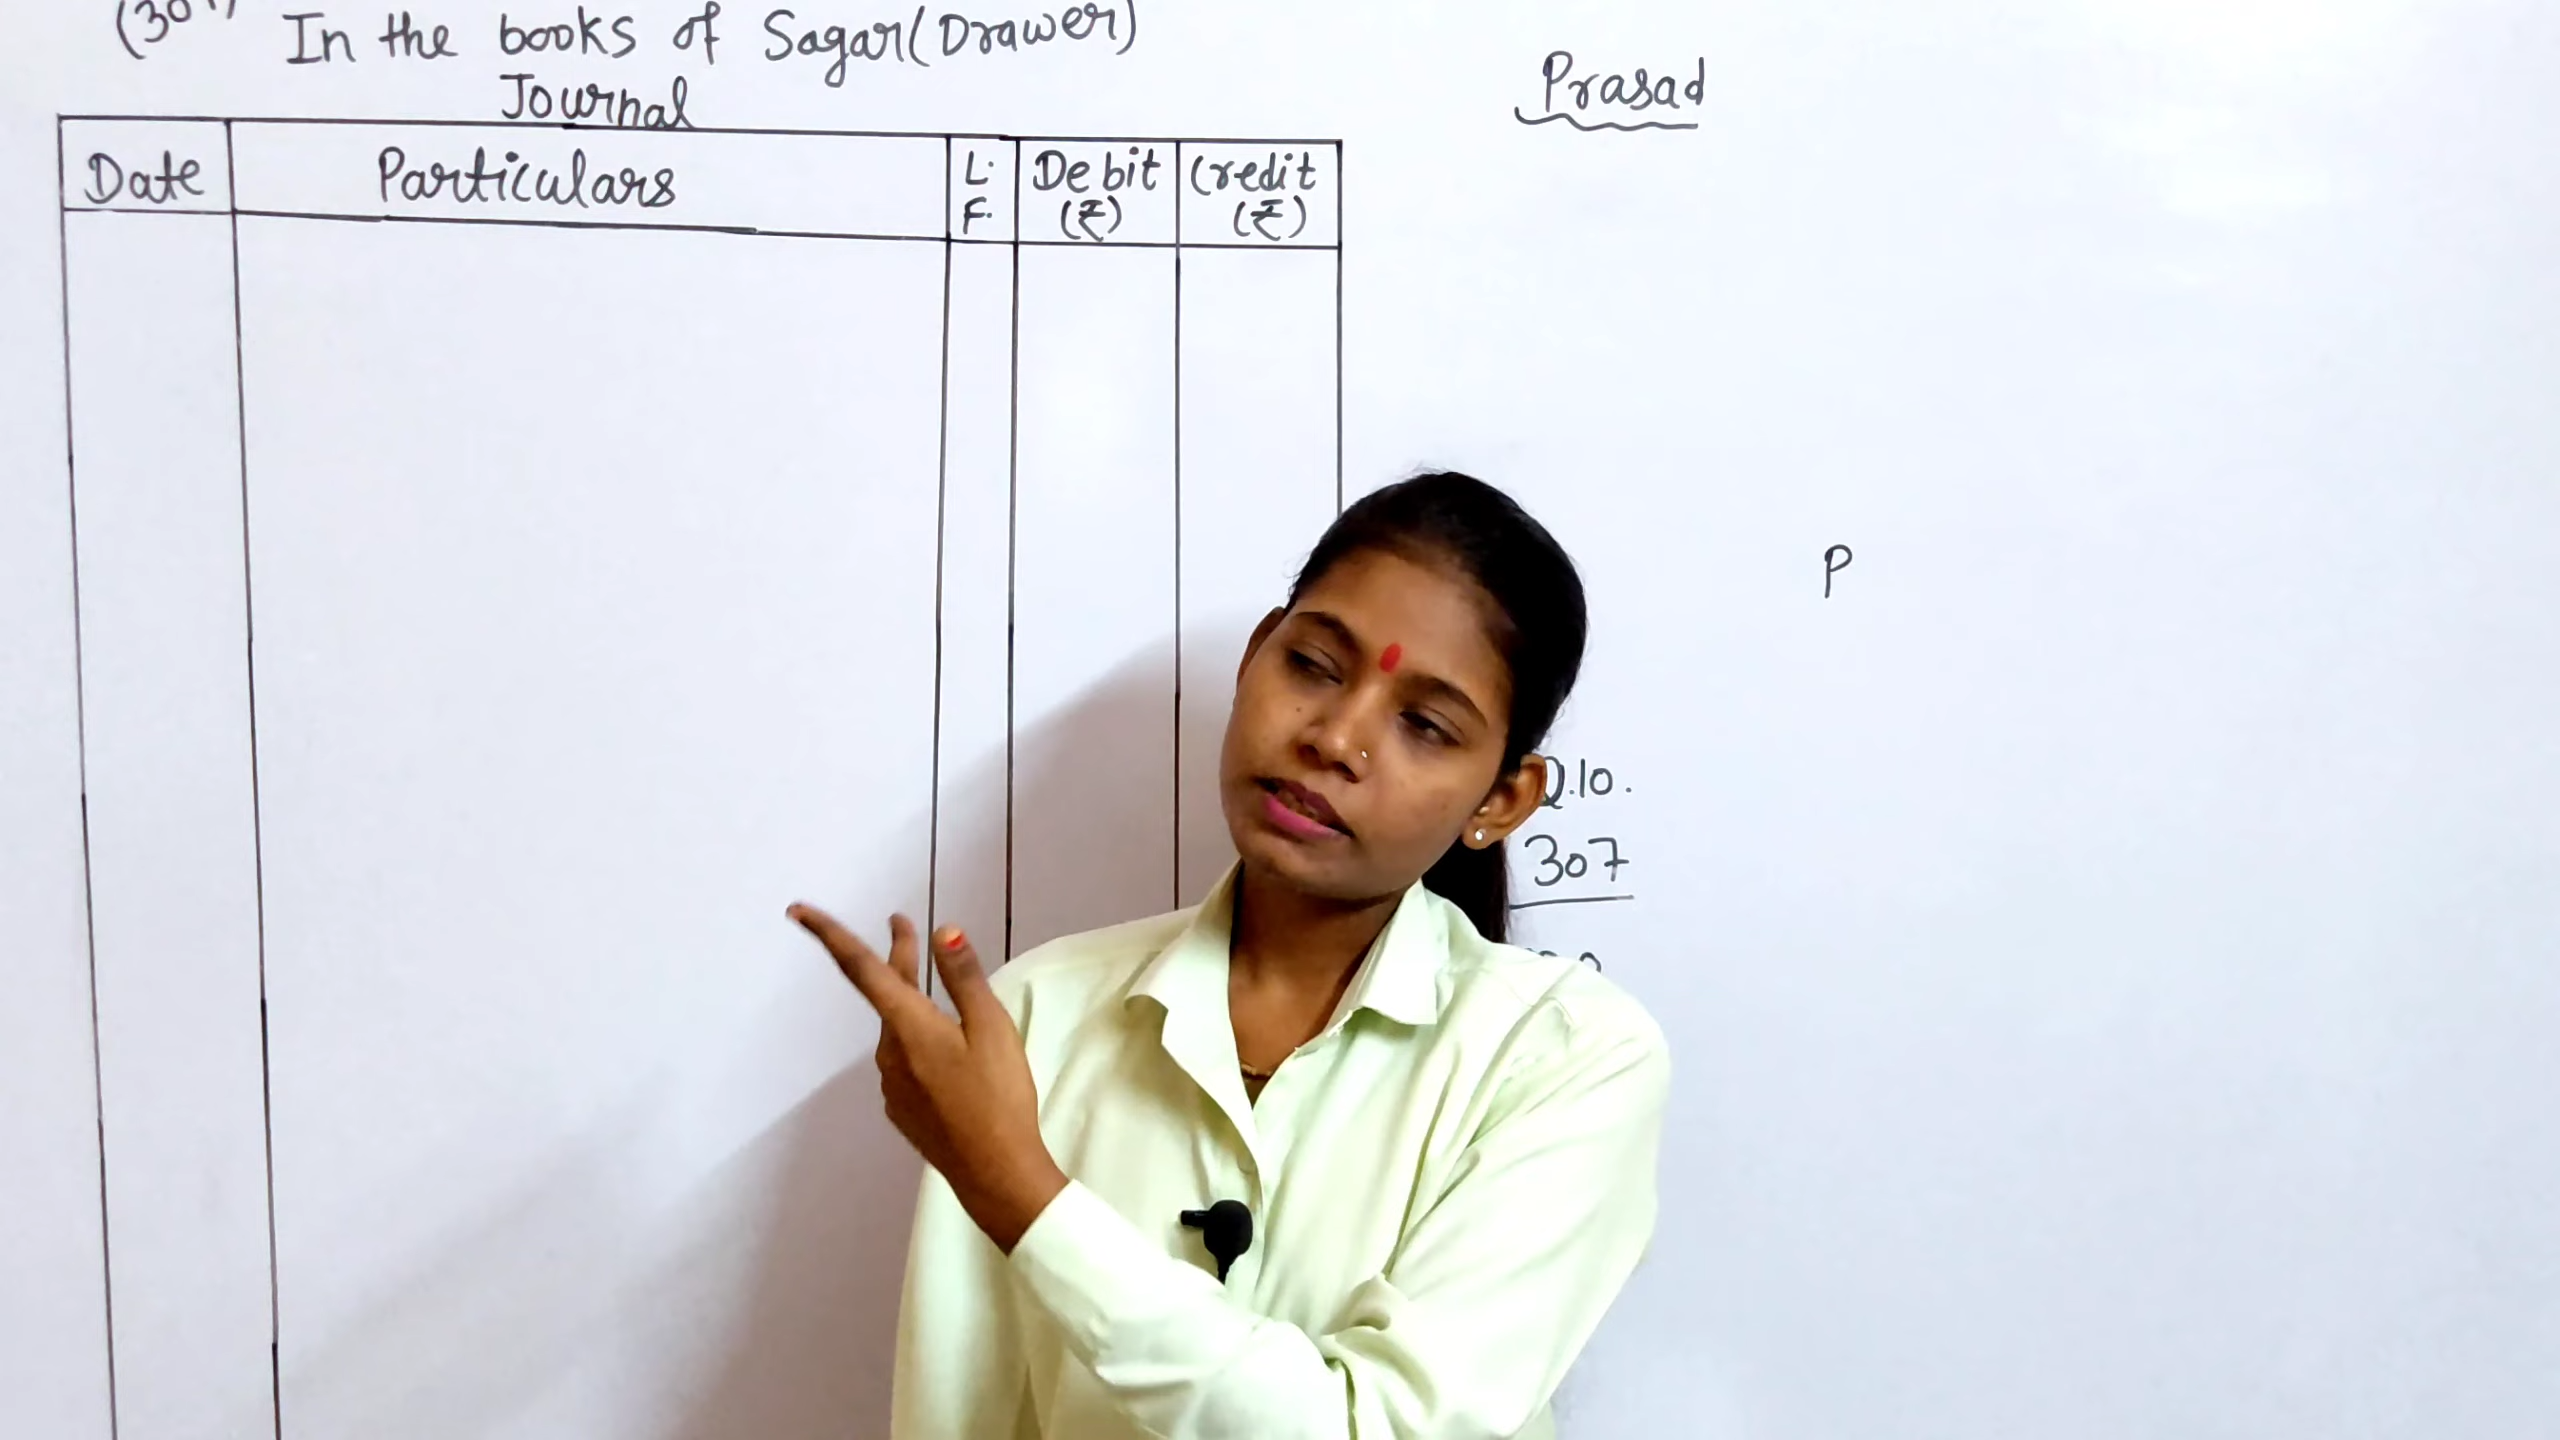 In the books of Sagar(Drawer)
Journal
Date Particulars L.F. Debit (₹) Credit (₹)
Prasad
P
Q.10.
307